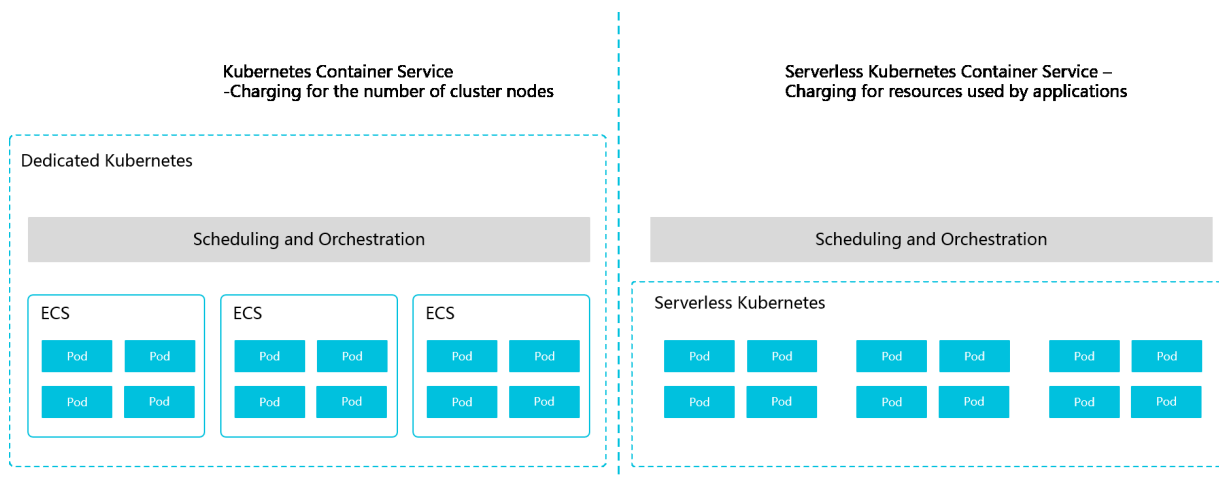 Kubernetes Container Service
-Charging for the number of cluster nodes
Dedicated Kubernetes
Scheduling and Orchestration
ECS
Pod Pod
Pod Pod
ECS
Pod Pod
Pod Pod
ECS
Pod Pod
Pod Pod
Serverless Kubernetes Container Service –
Charging for resources used by applications
Scheduling and Orchestration
Serverless Kubernetes
Pod Pod Pod Pod Pod Pod
Pod Pod Pod Pod Pod Pod